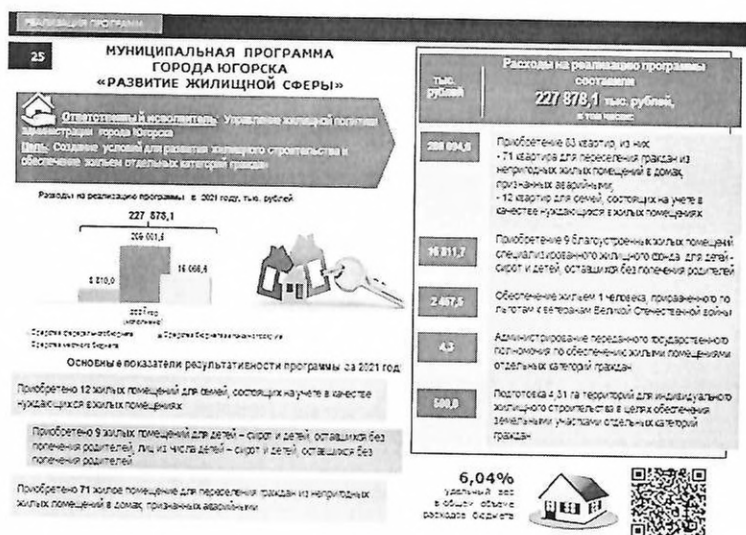 РЕАЛИЗАЦИЯ ПРОГРАММ
25
МУНИЦИПАЛЬНАЯ ПРОГРАММА
ГОРОДА ЮГОРСКА
«РАЗВИТИЕ ЖИЛИЩНОЙ СФЕРЫ»
Ответственный исполнитель: Управление жилищной политики
администрации города Югорска
Цель: Создание условий для развития жилищного строительства и
обеспечение жильем отдельных категорий граждан
Расходы на реализацию программы в 2021 году, тыс. рублей
227 878,1
2021 год
(исполнение)
Средства федерального бюджета
Средства местного бюджета
Основные показатели результативности программы за 2021 год:
Приобретено 12 жилых помещений для семей, состоящих на учете в качестве
нуждающихся в жилых помещениях
Приобретено 9 жилых помещений для детей – сирот и детей, оставшихся без
попечения родителей, лиц из числа детей – сирот и детей, оставшихся без
попечения родителей
Приобретено 71 жилое помещение для переселения граждан из непригодных
жилых помещений в домах, признанных аварийными
тыс.
рублей
Расходы на реализацию программы
составили
227 878,1 тыс. рублей,
в том числе:
Приобретение 83 квартир, из них:
- 71 квартира для переселения граждан из
непригодных жилых помещений в домах,
признанных аварийными;
- 12 квартир для семей, состоящих на учете в
качестве нуждающихся в жилых помещениях
16 811,7
Приобретение 9 благоустроенных жилых помещений
специализированного жилищного фонда для детей-
сирот и детей, оставшихся без попечения родителей
2 467,5
Обеспечение жильем 1 человека, приравненного по
льготам к ветеранам Великой Отечественной войны
4,3
Администрирование переданного государственного
полномочия по обеспечению жилыми помещениями
отдельных категорий граждан
Подготовка 4,31 га территорий для индивидуального
жилищного строительства в целях обеспечения
земельными участками отдельных категорий
граждан
6,04%
удельный вес
в общем объеме
расходов бюджета